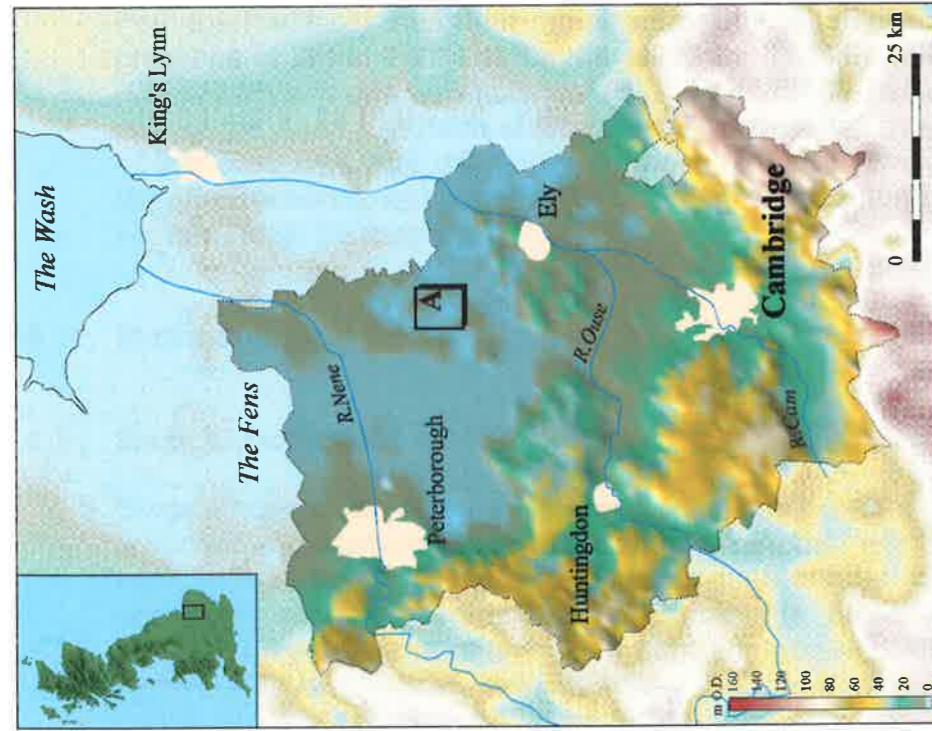 The Wash
King's Lynn
The Fens
R.Nene
A
Peterborough
Ely
R.Ouse
Huntingdon
Cambridge
R.Cam
m O.D.
160
140
120
100
80
60
40
20
0
0
25 km